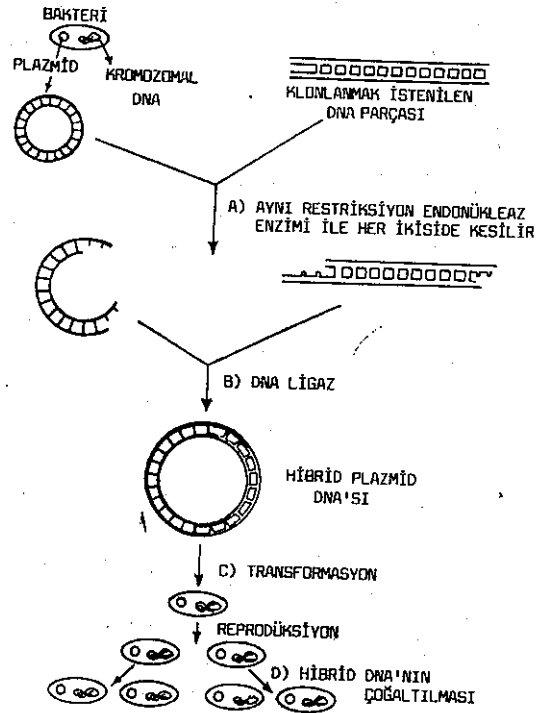 BAKTERİ
PLAZMİD
KROMOZOMAL
DNA
KLONLANMAK İSTENİLEN
DNA PARÇASI
A) AYNI RESTRİKSİYON ENDONÜKLEAZ
ENZİMİ İLE HER İKİSİDE KESİLİR
B) DNA LİGAZ
HİBRİD PLAZMİD
DNA'SI
C) TRANSFORMASYON
REPRODÜKSİYON
D) HİBRİD DNA'NIN
ÇOĞALTILMASI